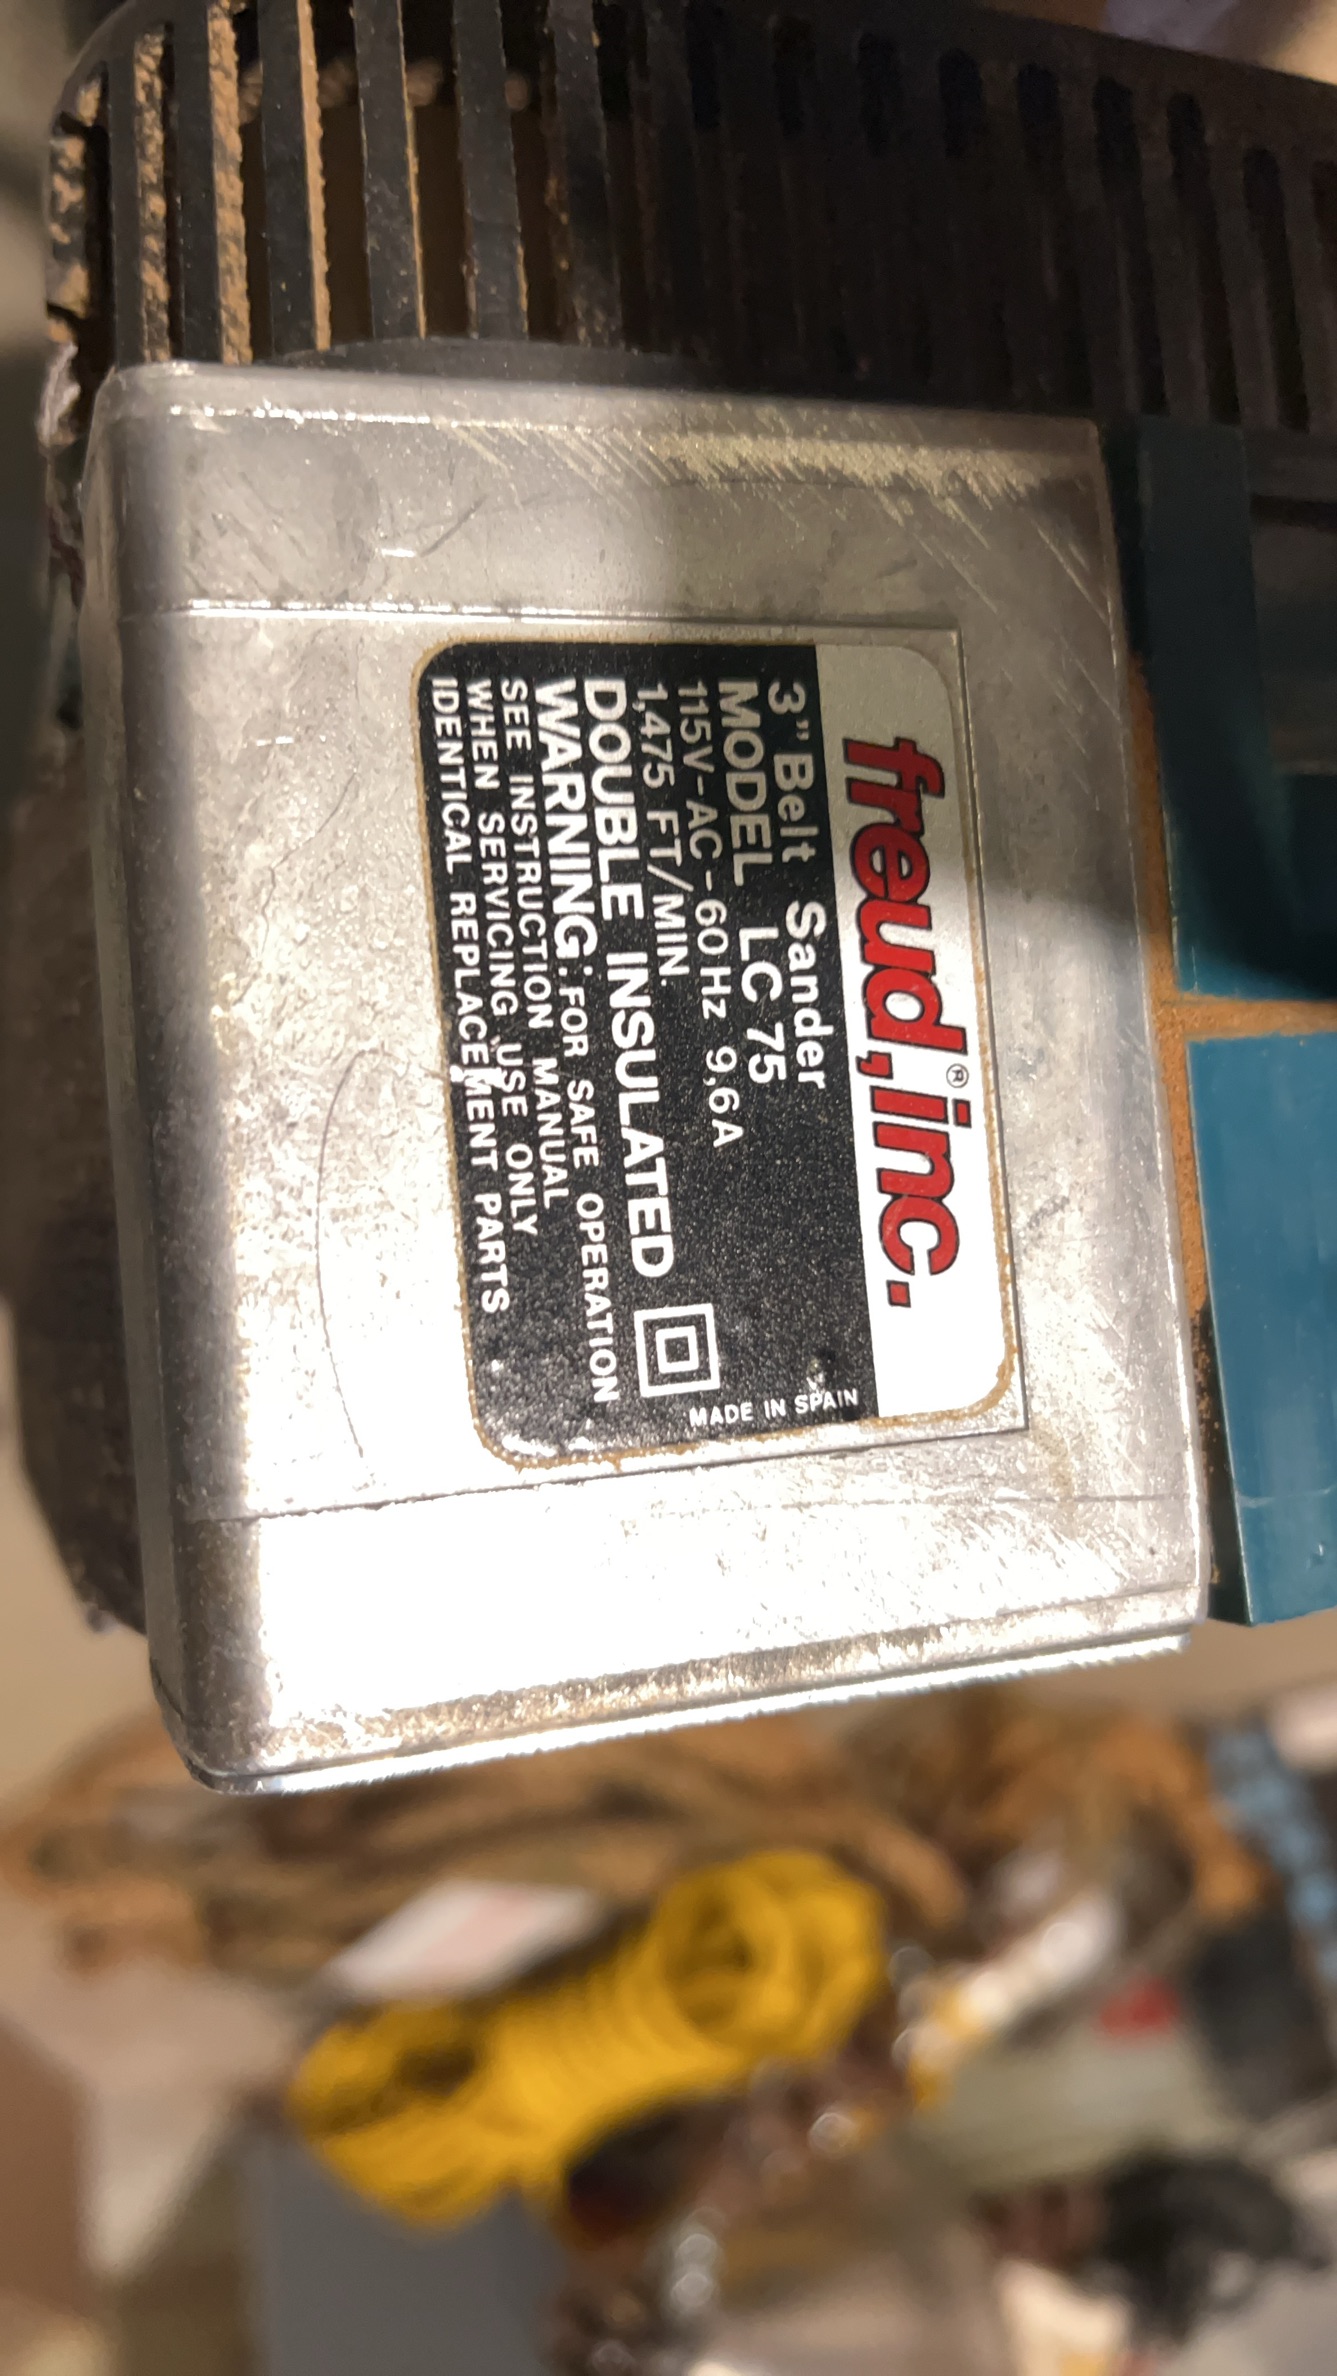 freud,inc.®
3" Belt Sander
MODEL LC 75
115V-AC-60Hz 9,6A
1,475 FT/MIN.
DOUBLE INSULATED
MADE IN SPAIN
WARNING: FOR SAFE OPERATION
SEE INSTRUCTION MANUAL
WHEN SERVICING USE ONLY
IDENTICAL REPLACEMENT PARTS